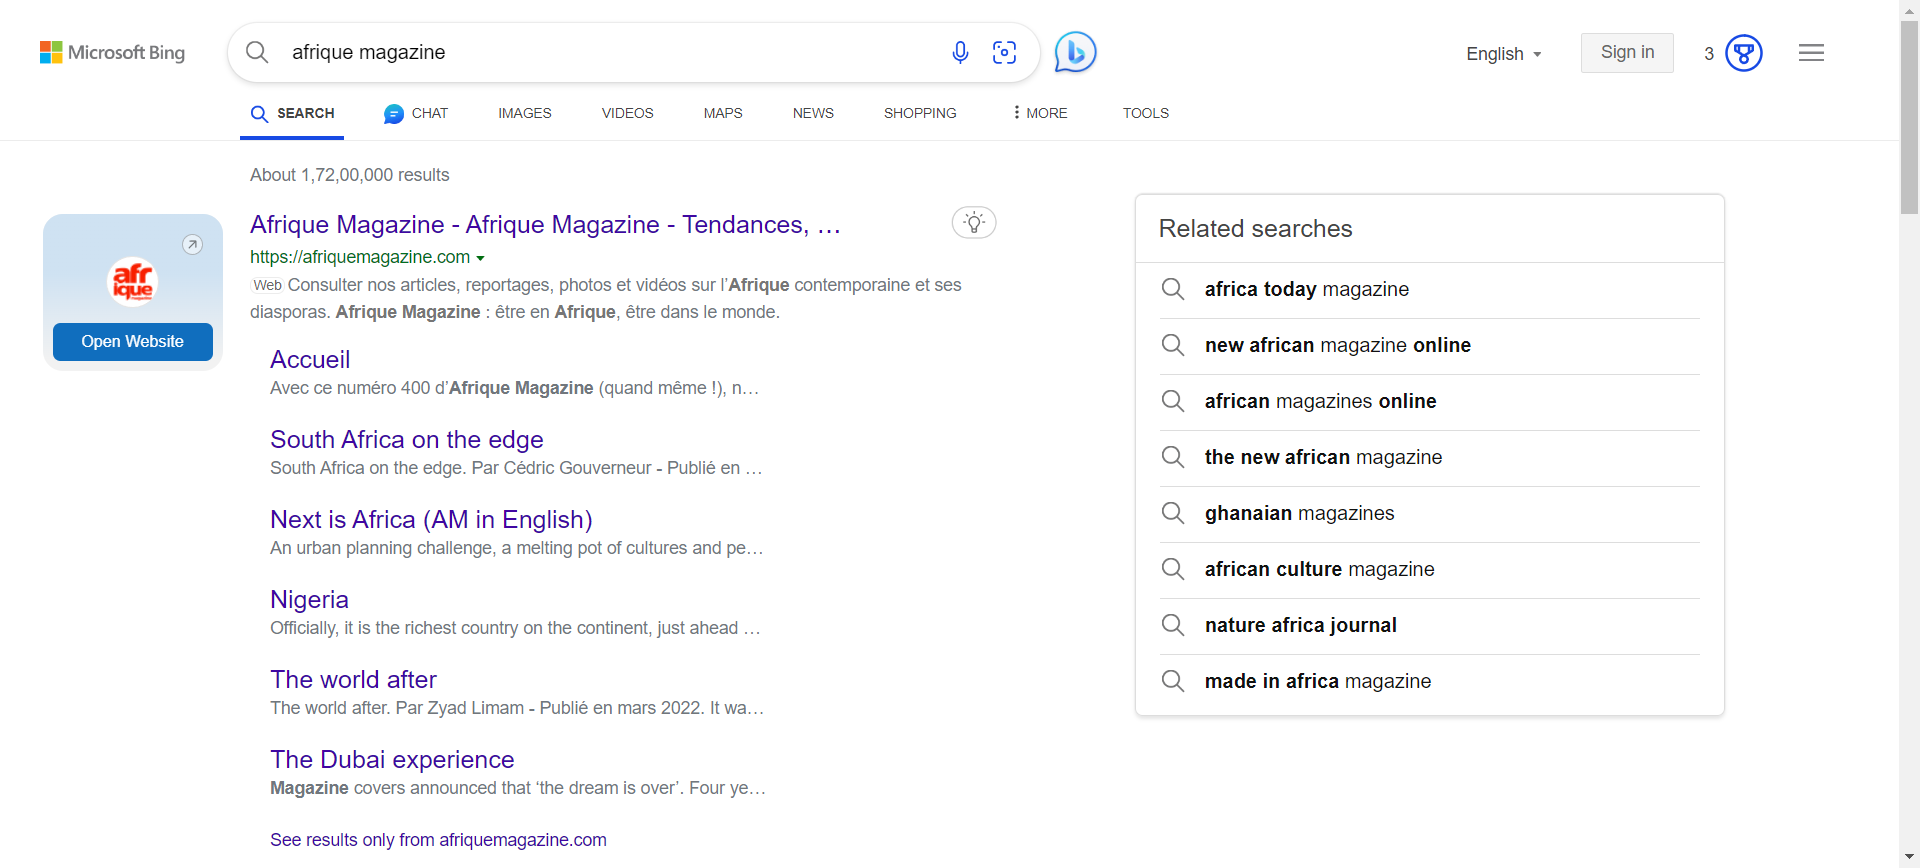 Microsoft Bing
afrique magazine
English
Sign in
3
SEARCH
CHAT
IMAGES
VIDEOS
MAPS
NEWS
SHOPPING
MORE
TOOLS
About 1,72,00,000 results
afr
ique
magazine
Open Website
Afrique Magazine - Afrique Magazine - Tendances, …
https://afriquemagazine.com
Web Consulter nos articles, reportages, photos et vidéos sur l’Afrique contemporaine et ses
diasporas. Afrique Magazine : être en Afrique, être dans le monde.
Accueil
Avec ce numéro 400 d’Afrique Magazine (quand même !), n…
South Africa on the edge
South Africa on the edge. Par Cédric Gouverneur - Publié en …
Next is Africa (AM in English)
An urban planning challenge, a melting pot of cultures and pe…
Nigeria
Officially, it is the richest country on the continent, just ahead …
The world after
The world after. Par Zyad Limam - Publié en mars 2022. It wa…
The Dubai experience
Magazine covers announced that ‘the dream is over’. Four ye…
See results only from afriquemagazine.com
Related searches
africa today magazine
new african magazine online
african magazines online
the new african magazine
ghanaian magazines
african culture magazine
nature africa journal
made in africa magazine